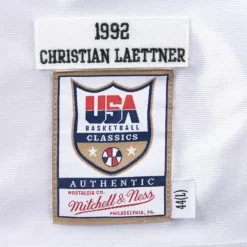 1992
CHRISTIAN LAETTNER
USA
BASKETBALL
CLASSICS
AUTHENTIC
NOSTALGIA CO.
Mitchell & Ness
PHILADELPHIA, PA.
44(L)